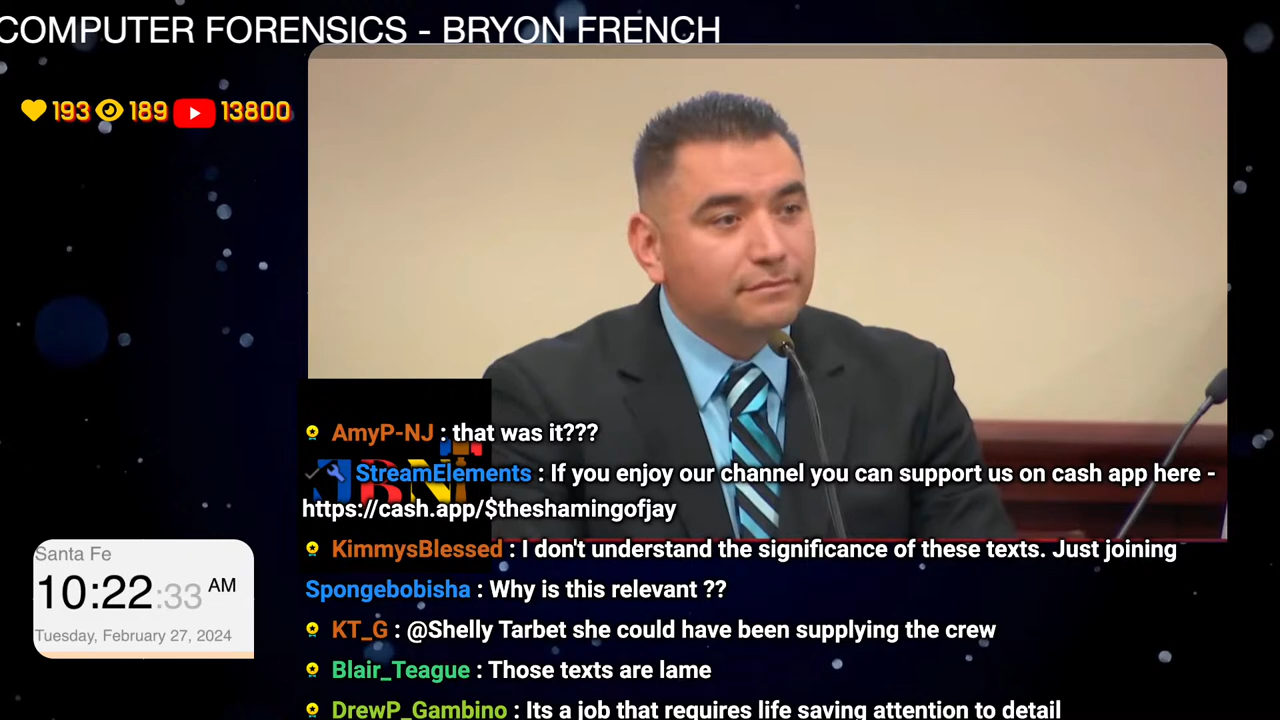 COMPUTER FORENSICS - BRYON FRENCH
193 189 13800
AmyP-NJ : that was it???
StreamElements : If you enjoy our channel you can support us on cash app here -
https://cash.app/$theshamingofjay
KimmysBlessed : I don't understand the significance of these texts. Just joining
Spongebobisha : Why is this relevant ??
KT_G : @Shelly Tarbet she could have been supplying the crew
Blair_Teague : Those texts are lame
DrewP_Gambino : Its a job that requires life saving attention to detail
Santa Fe
10:22:33 AM
Tuesday, February 27, 2024